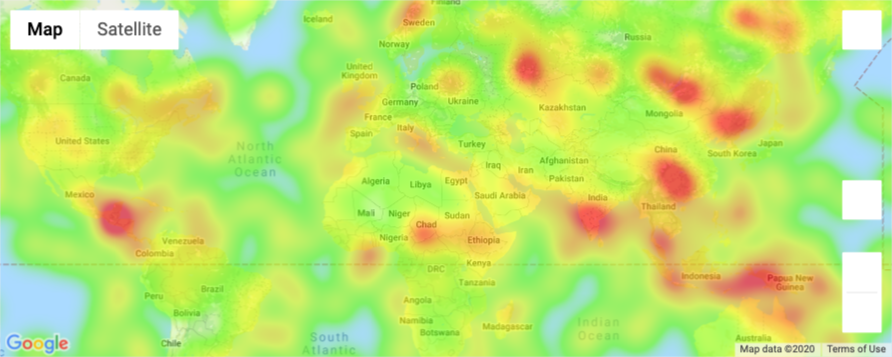 Finland
Iceland
Sweden
Map Satellite
Russia
Norway
United
Kingdom
Canada
Poland
Germany
Ukraine
Kazakhstan
Mongolia
France
Italy
Spain
United States
Turkey
Japan
China
South Korea
North
Atlantic
Ocean
Afghanistan
Iraq
Iran
Pakistan
Algeria
Libya
Egypt
Saudi Arabia
Mexico
India
Thailand
Mali
Niger
Sudan
Chad
Nigeria
Ethiopia
Venezuela
Colombia
Kenya
DRC
Indonesia
Papua New
Guinea
Tanzania
Brazil
Peru
Angola
Bolivia
Namibia
Madagascar
Botswana
Indian
Ocean
South
Atlantic
Chile
Australia
Google
Map data ©2020 Terms of Use